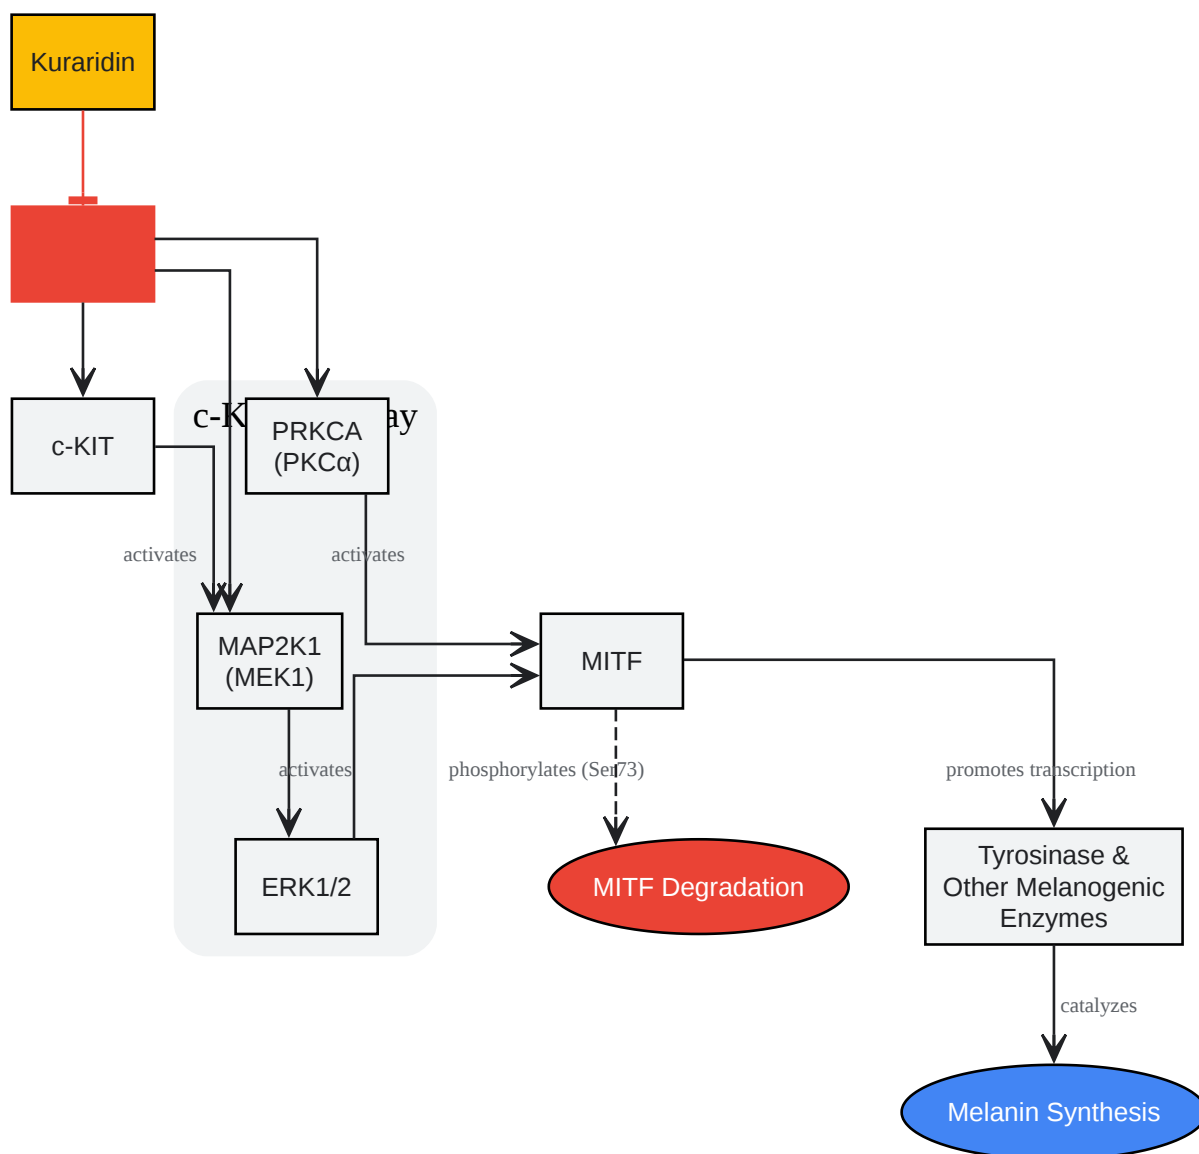 Kuraridin
c-KIT
PRKCA
(PKCα)
activates
activates
MAP2K1
(MEK1)
MITF
activates
phosphorylates (Ser73)
promotes transcription
ERK1/2
MITF Degradation
Tyrosinase &
Other Melanogenic
Enzymes
catalyzes
Melanin Synthesis